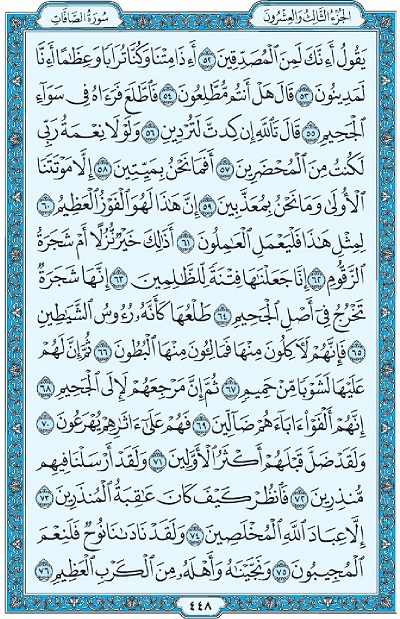 الجزء الثالث والعشرون
سورة الصافات
يَقُولُ أَءِنَّكَ لَمِنَ ٱلْمُصَدِّقِينَ ٥٢ أَءِذَا مِتْنَا وَكُنَّا تُرَابًا وَعِظَٰمًا أَءِنَّا
لَمَدِينُونَ ٥٣ قَالَ هَلْ أَنتُم مُّطَّلِعُونَ ٥٤ فَٱطَّلَعَ فَرَءَاهُ فِى سَوَآءِ
ٱلْجَحِيمِ ٥٥ قَالَ تَٱللَّهِ إِن كِدتَّ لَتُرْدِينِ ٥٦ وَلَوْلَا نِعْمَةُ رَبِّى
لَكُنتُ مِنَ ٱلْمُحْضَرِينَ ٥٧ أَفَمَا نَحْنُ بِمَيِّتِينَ ٥٨ إِلَّا مَوْتَتَنَا
ٱلْأُولَىٰ وَمَا نَحْنُ بِمُعَذَّبِينَ ٥٩ إِنَّ هَٰذَا لَهُوَ ٱلْفَوْزُ ٱلْعَظِيمُ ٦٠
لِمِثْلِ هَٰذَا فَلْيَعْمَلِ ٱلْعَٰمِلُونَ ٦١ أَذَٰلِكَ خَيْرٌ نُّزُلًا أَمْ شَجَرَةُ
ٱلزَّقُّومِ ٦٢ إِنَّا جَعَلْنَٰهَا فِتْنَةً لِّلظَّٰلِمِينَ ٦٣ إِنَّهَا شَجَرَةٌ
تَخْرُجُ فِىٓ أَصْلِ ٱلْجَحِيمِ ٦٤ طَلْعُهَا كَأَنَّهُۥ رُءُوسُ ٱلشَّيَٰطِينِ
٦٥ فَإِنَّهُمْ لَءَاكِلُونَ مِنْهَا فَمَالِـُٔونَ مِنْهَا ٱلْبُطُونَ ٦٦ ثُمَّ إِنَّ لَهُمْ
عَلَيْهَا لَشَوْبًا مِّنْ حَمِيمٍ ٦٧ ثُمَّ إِنَّ مَرْجِعَهُمْ لَإِلَى ٱلْجَحِيمِ ٦٨
إِنَّهُمْ أَلْفَوْا۟ ءَابَآءَهُمْ ضَآلِّينَ ٦٩ فَهُمْ عَلَىٰٓ ءَاثَٰرِهِمْ يُهْرَعُونَ ٧٠
وَلَقَدْ ضَلَّ قَبْلَهُمْ أَكْثَرُ ٱلْأَوَّلِينَ ٧١ وَلَقَدْ أَرْسَلْنَا فِيهِم
مُّنذِرِينَ ٧٢ فَٱنظُرْ كَيْفَ كَانَ عَٰقِبَةُ ٱلْمُنذَرِينَ ٧٣
إِلَّا عِبَادَ ٱللَّهِ ٱلْمُخْلَصِينَ ٧٤ وَلَقَدْ نَادَىٰنَا نُوحٌ فَلَنِعْمَ
ٱلْمُجِيبُونَ ٧٥ وَنَجَّيْنَٰهُ وَأَهْلَهُۥ مِنَ ٱلْكَرْبِ ٱلْعَظِيمِ ٧٦
٤٤٨